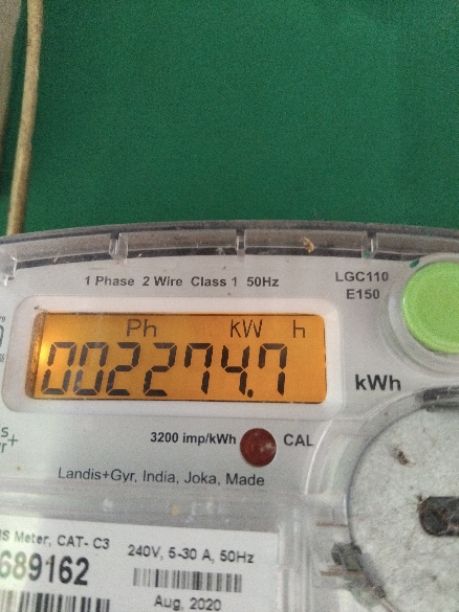 1 Phase 2 Wire Class 1 50Hz
LGC110
E150
Ph kW h
002274.7
kWh
3200 imp/kWh CAL
Landis+Gyr, India, Joka, Made
Meter, CAT- C3
689162
240V, 5-30 A, 50Hz
Aug, 2020